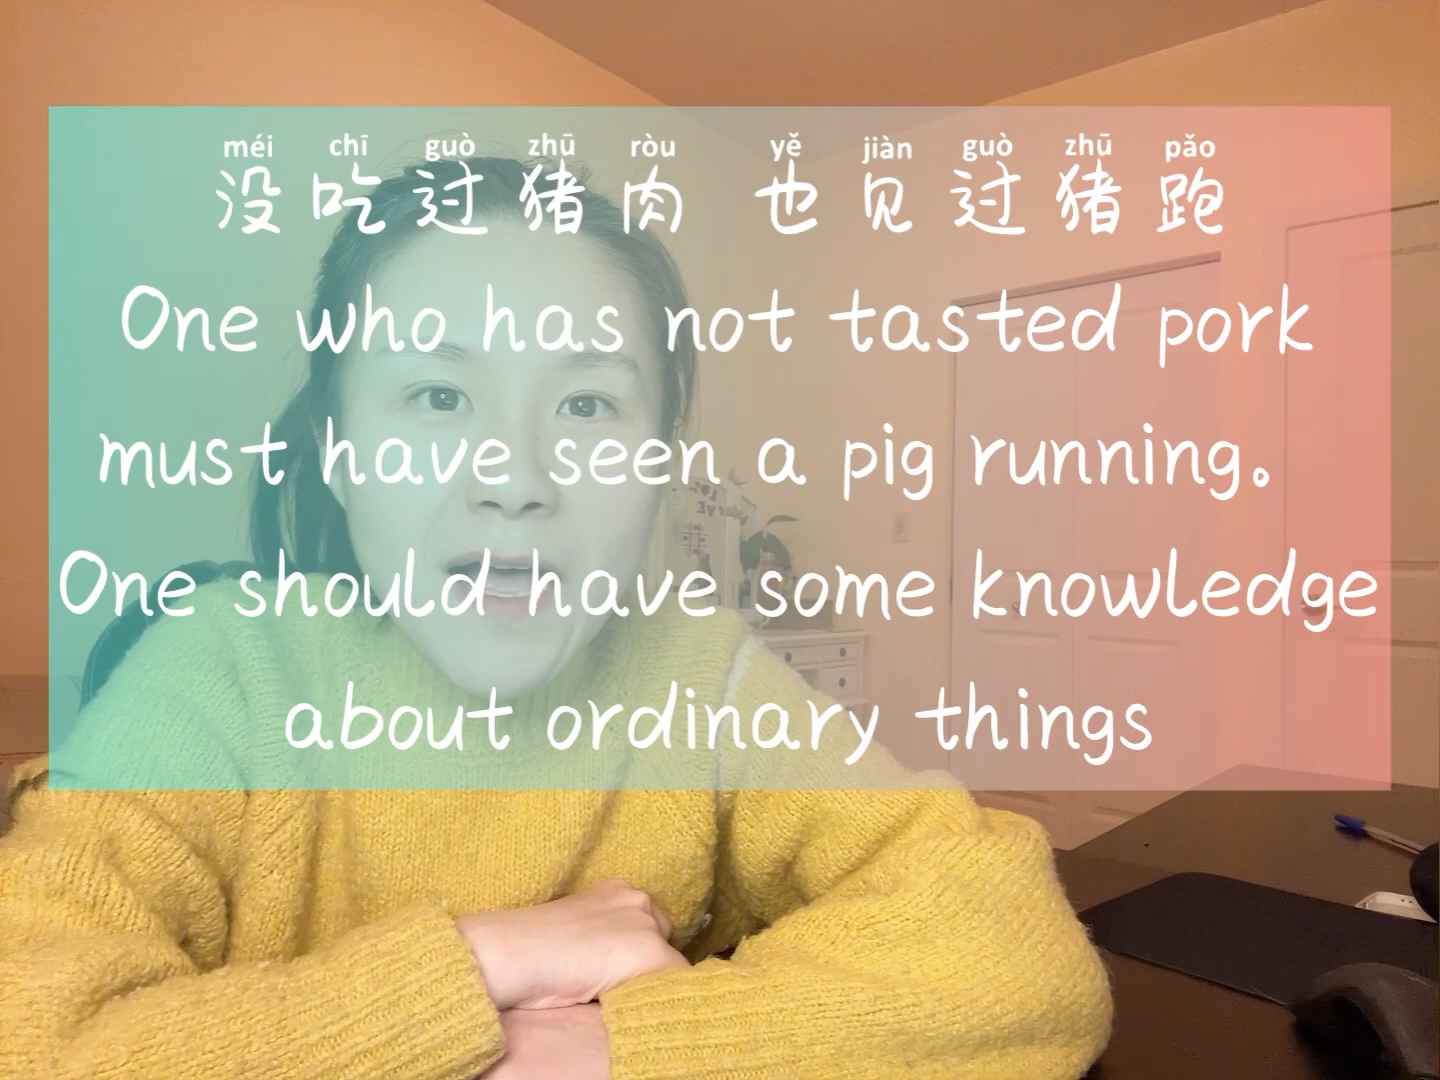 méi chī guò zhū ròu yě jiàn guò zhū pǎo
没吃过猪肉 也见过猪跑
One who has not tasted pork
must have seen a pig running。
One should have some knowledge
about ordinary things